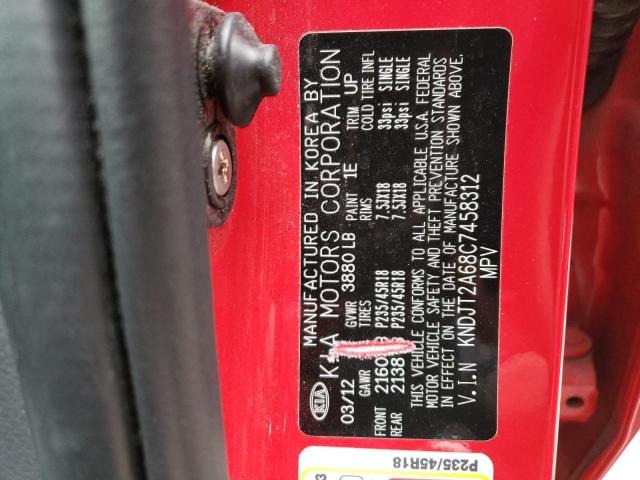 MANUFACTURED IN KOREA BY
KIA KIA MOTORS CORPORATION
03/12 GVWR 3880 LB PAINT 1E TRIM UP
GAWR TIRES RIMS COLD TIRE INFL
FRONT 2160 P235/45R18 7.5JX18 33psi SINGLE
REAR 2138 P235/45R18 7.5JX18 33psi SINGLE
THIS VEHICLE CONFORMS TO ALL APPLICABLE U.S.A. FEDERAL
MOTOR VEHICLE SAFETY AND THEFT PREVENTION STANDARDS
IN EFFECT ON THE DATE OF MANUFACTURE SHOWN ABOVE.
V.I.N KNDJT2A68C7458312
MPV
P235/45R18